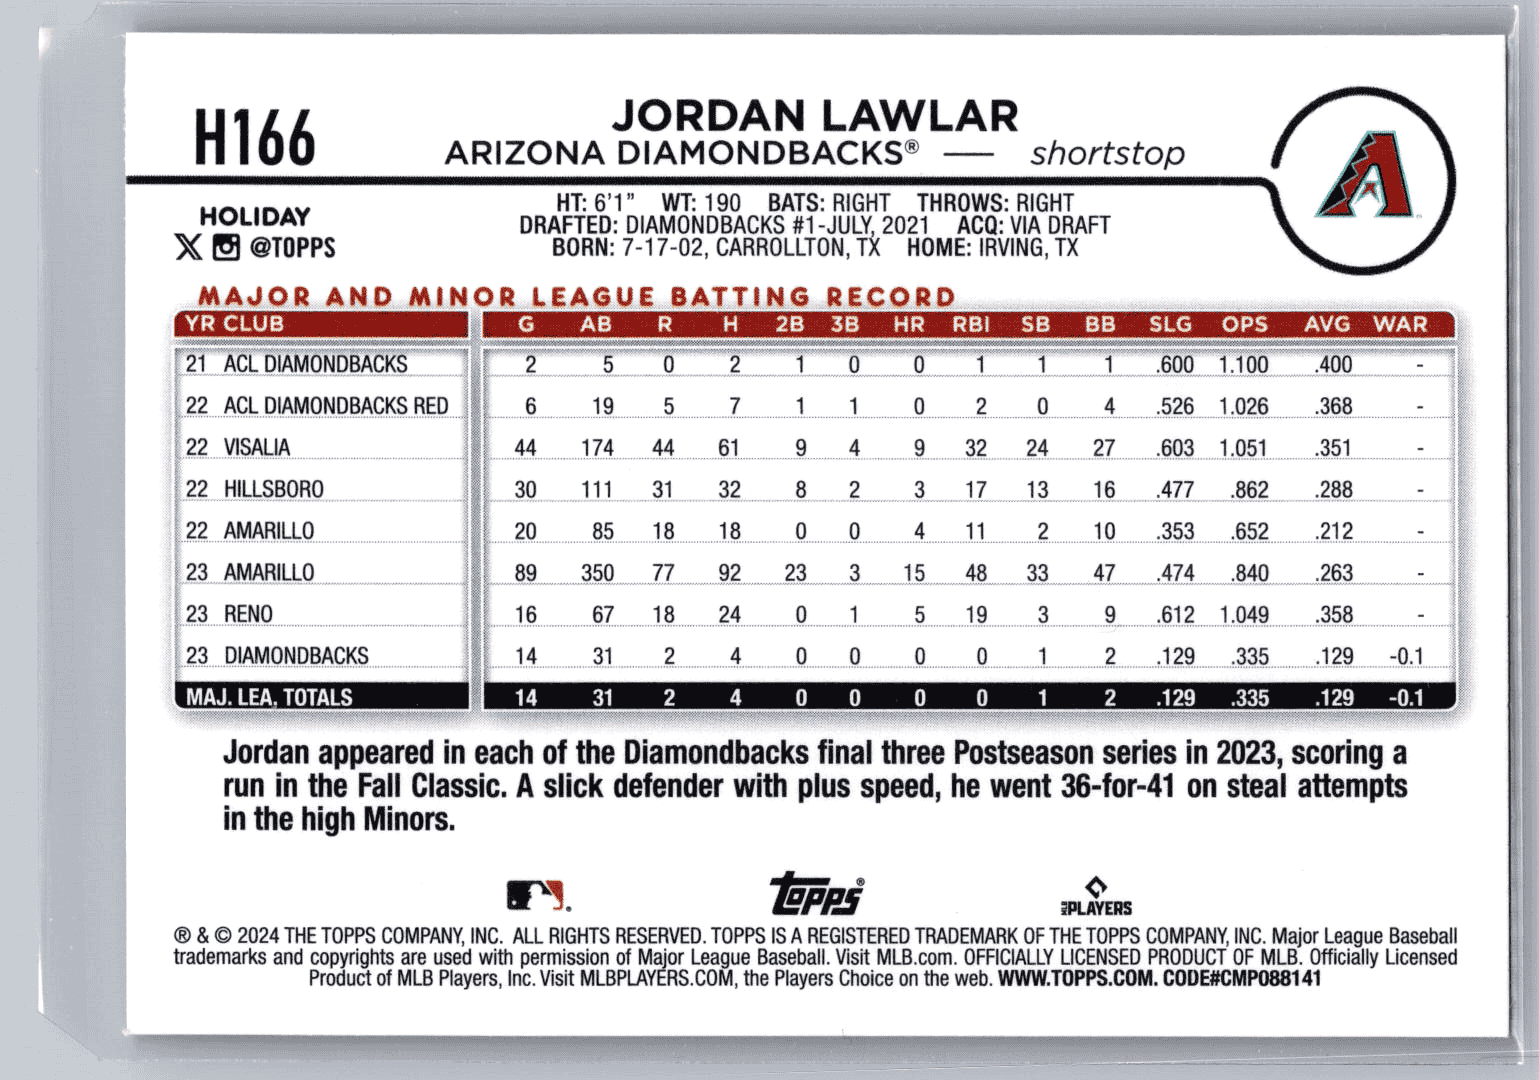 H166
JORDAN LAWLAR
ARIZONA DIAMONDBACKS® — shortstop
HOLIDAY
@TOPPS
HT: 6'1" WT: 190 BATS: RIGHT THROWS: RIGHT
DRAFTED: DIAMONDBACKS #1-JULY, 2021 ACQ: VIA DRAFT
BORN: 7-17-02, CARROLLTON, TX HOME: IRVING, TX
MAJOR AND MINOR LEAGUE BATTING RECORD
YR CLUB G AB R H 2B 3B HR RBI SB BB SLG OPS AVG WAR
21 ACL DIAMONDBACKS 2 5 0 2 1 0 0 1 1 1 .600 1.100 .400 -
22 ACL DIAMONDBACKS RED 6 19 5 7 1 1 0 2 0 4 .526 1.026 .368 -
22 VISALIA 44 174 44 61 9 4 9 32 24 27 .603 1.051 .351 -
22 HILLSBORO 30 111 31 32 8 2 3 17 13 16 .477 .862 .288 -
22 AMARILLO 20 85 18 18 0 0 4 11 2 10 .353 .652 .212 -
23 AMARILLO 89 350 77 92 23 3 15 48 33 47 .474 .840 .263 -
23 RENO 16 67 18 24 0 1 5 19 3 9 .612 1.049 .358 -
23 DIAMONDBACKS 14 31 2 4 0 0 0 0 1 2 .129 .335 .129 -0.1
MAJ. LEA. TOTALS 14 31 2 4 0 0 0 0 1 2 .129 .335 .129 -0.1
Jordan appeared in each of the Diamondbacks final three Postseason series in 2023, scoring a
run in the Fall Classic. A slick defender with plus speed, he went 36-for-41 on steal attempts
in the high Minors.
Topps®
MLB PLAYERS
® & © 2024 THE TOPPS COMPANY, INC. ALL RIGHTS RESERVED. TOPPS IS A REGISTERED TRADEMARK OF THE TOPPS COMPANY, INC. Major League Baseball
trademarks and copyrights are used with permission of Major League Baseball. Visit MLB.com. OFFICIALLY LICENSED PRODUCT OF MLB. Officially Licensed
Product of MLB Players, Inc. Visit MLBPLAYERS.COM, the Players Choice on the web. WWW.TOPPS.COM. CODE#CMP088141